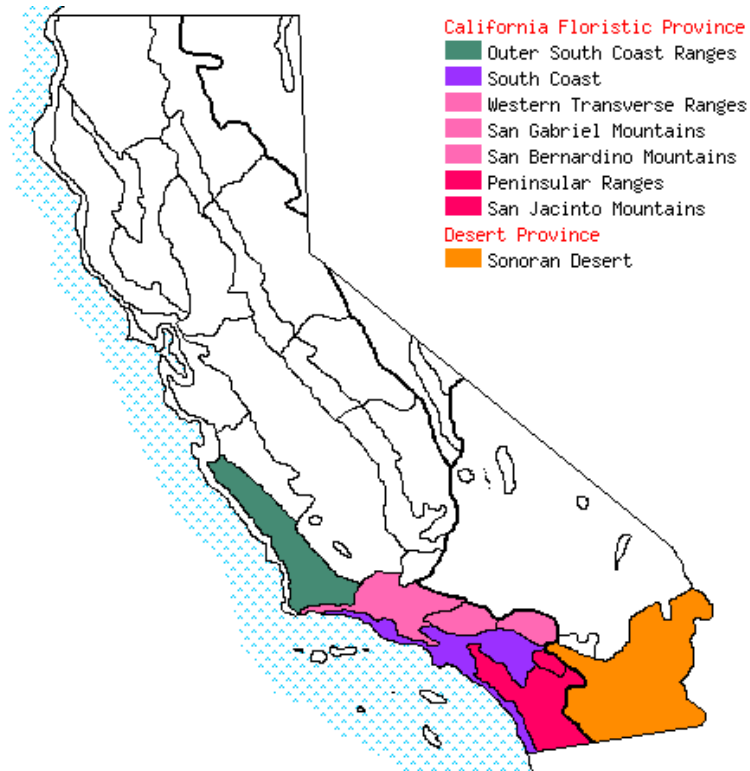 California Floristic Province
Outer South Coast Ranges
South Coast
Western Transverse Ranges
San Gabriel Mountains
San Bernardino Mountains
Peninsular Ranges
San Jacinto Mountains
Desert Province
Sonoran Desert